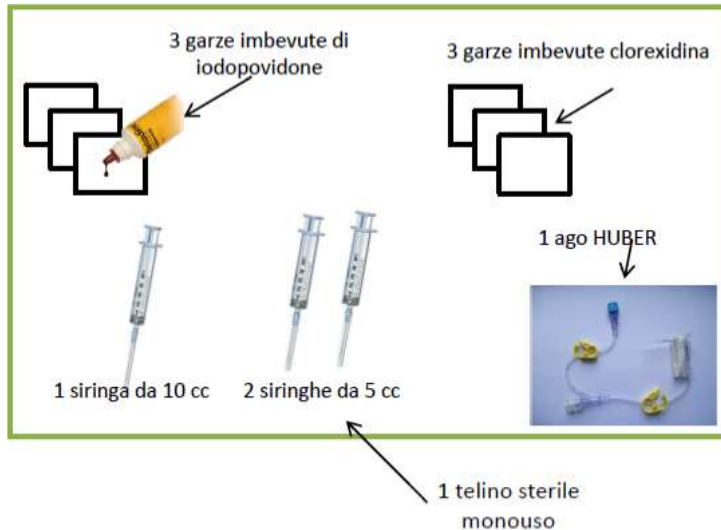 3 garze imbevute di
iodopovidone
3 garze imbevute clorexidina
1 ago HUBER
1 siringa da 10 cc
2 siringhe da 5 cc
1 telino sterile
monouso